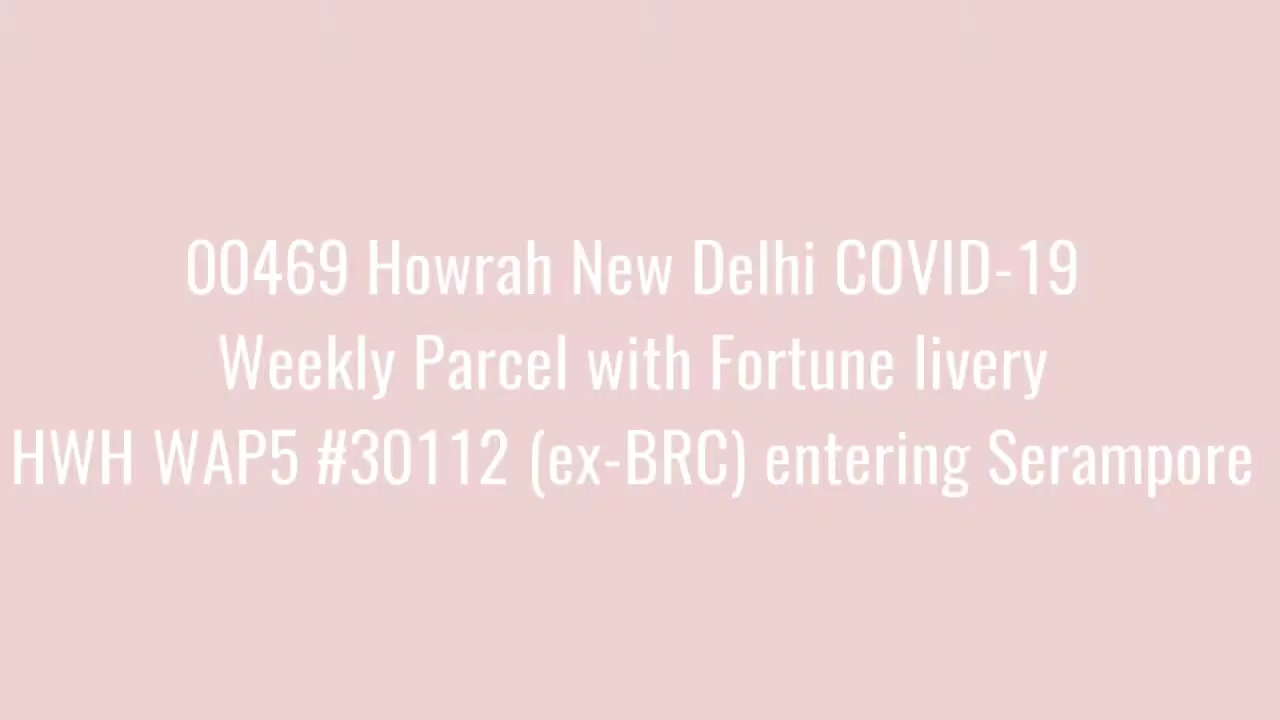 00469 Howrah New Delhi COVID-19
Weekly Parcel with Fortune livery
HWH WAP5 #30112 (ex-BRC) entering Serampore